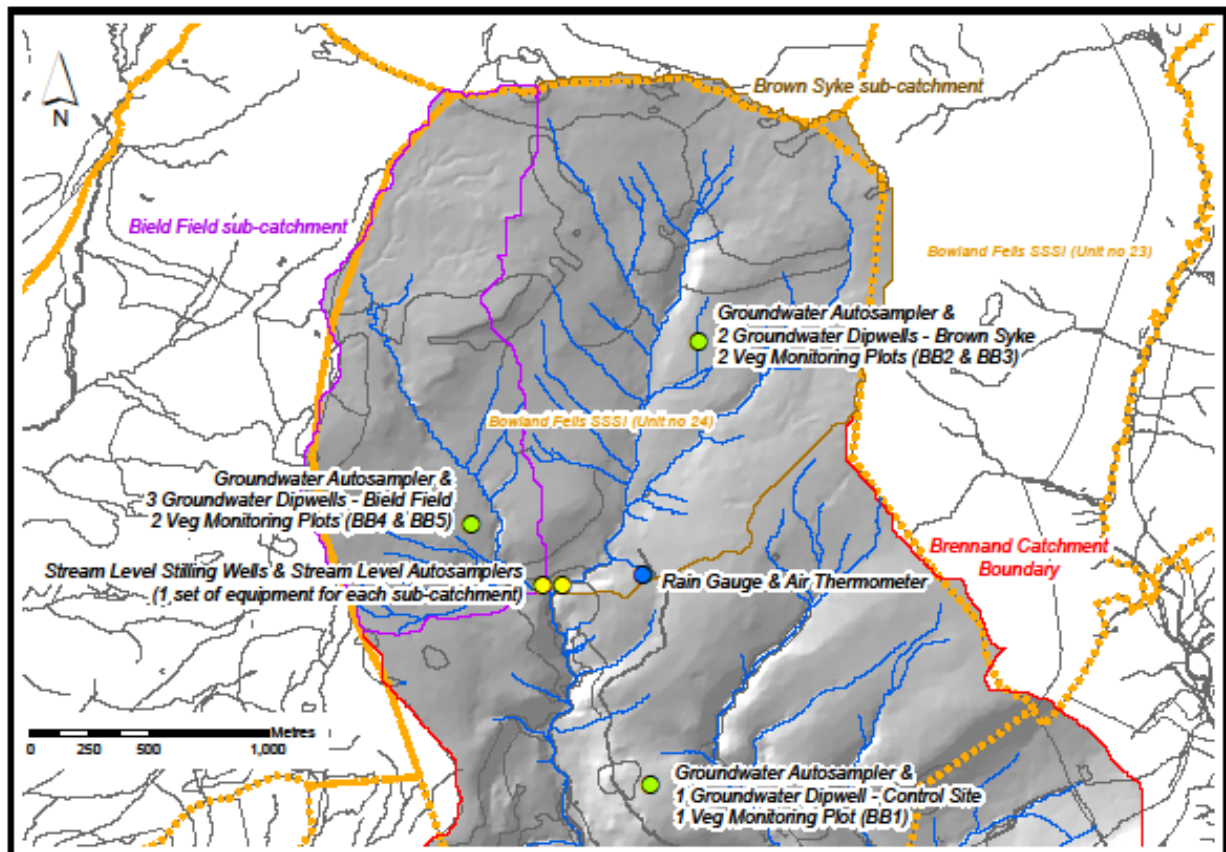 N
Brown Syke sub-catchment
Bield Field sub-catchment
Bowland Fells SSSI (Unit no 23)
Groundwater Autosampler &
2 Groundwater Dipwells - Brown Syke
2 Veg Monitoring Plots (BB2 & BB3)
Bowland Fells SSSI (Unit no 24)
Groundwater Autosampler &
3 Groundwater Dipwells - Bield Field
2 Veg Monitoring Plots (BB4 & BB5)
Brennand Catchment
Boundary
Stream Level Stilling Wells & Stream Level Autosamplers
(1 set of equipment for each sub-catchment)
Rain Gauge & Air Thermometer
Metres
0 250 500 1,000
Groundwater Autosampler &
1 Groundwater Dipwell - Control Site
1 Veg Monitoring Plot (BB1)